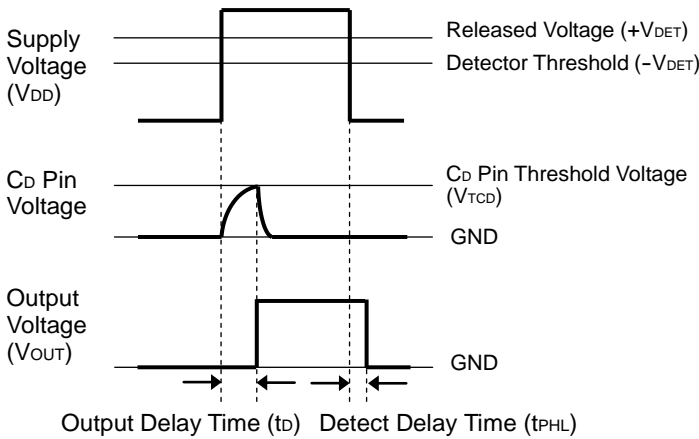 Supply
Voltage
(VDD)
Released Voltage (+VDET)
Detector Threshold (−VDET)
CD Pin
Voltage
CD Pin Threshold Voltage
(VTCD)
GND
Output
Voltage
(VOUT)
GND
Output Delay Time (tD) Detect Delay Time (tPHL)